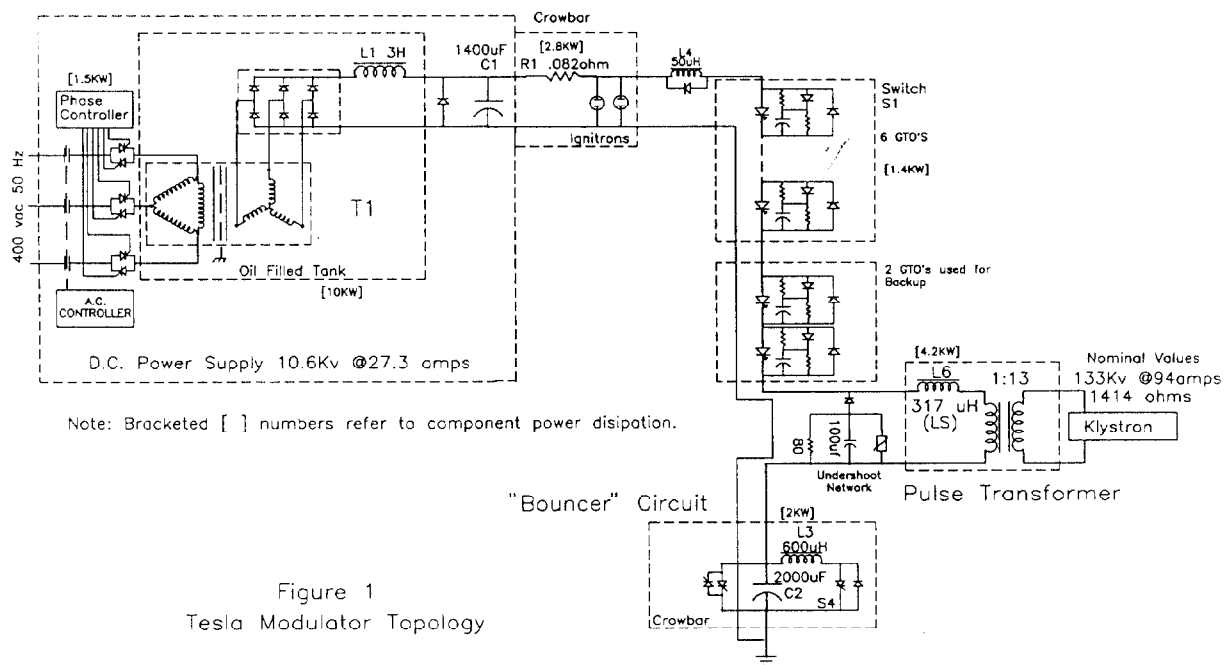 Crowbar
[1.5KW]
Phase
Controller
400 vac 50 Hz
A.C.
CONTROLLER
L1 3H
T1
Oil Filled Tank
[10KW]
D.C. Power Supply 10.6Kv @27.3 amps
1400uF
C1
[2.8KW]
R1 .082ohm
Ignitrons
L4
50uH
Switch
S1
6 GTO'S
[1.4KW]
2 GTO's used for
Backup
Note: Bracketed [ ] numbers refer to component power disipation.
[4.2KW]
L6
317 uH
(LS)
1:13
Nominal Values
133Kv @94amps
1414 ohms
Klystron
80
100uf
Undershoot
Network
Pulse Transformer
"Bouncer" Circuit
[2KW]
L3
600uH
2000uF
C2
S4
Crowbar
Figure 1
Tesla Modulator Topology